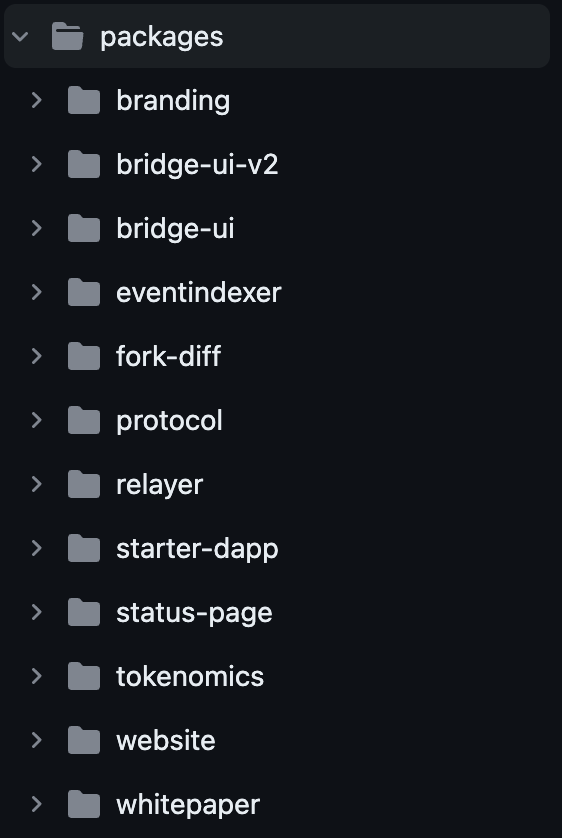 packages
branding
bridge-ui-v2
bridge-ui
eventindexer
fork-diff
protocol
relayer
starter-dapp
status-page
tokenomics
website
whitepaper